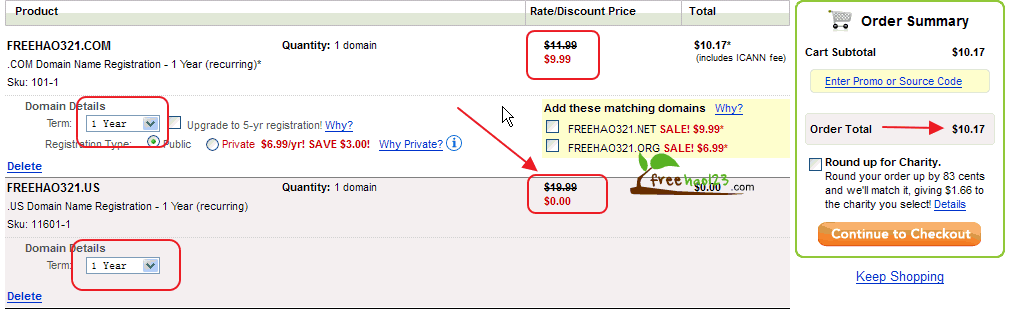 Product Rate/Discount Price Total
FREEHAO321.COM Quantity: 1 domain $11.99 $10.17*
.COM Domain Name Registration - 1 Year (recurring)* $9.99 (includes ICANN fee)
Sku: 101-1
Domain Details
Term: 1 Year Upgrade to 5-yr registration! Why?
Registration Type: Public Private $6.99/yr! SAVE $3.00! Why Private? i
Add these matching domains Why?
FREEHAO321.NET SALE! $9.99*
FREEHAO321.ORG SALE! $6.99*
Delete
FREEHAO321.US Quantity: 1 domain $19.99 $0.00
.US Domain Name Registration - 1 Year (recurring) $0.00
Sku: 11601-1
freehao123.com
Domain Details
Term: 1 Year
Delete
Order Summary
Cart Subtotal $10.17
Enter Promo or Source Code
Order Total $10.17
Round up for Charity.
Round your order up by 83 cents
and we'll match it, giving $1.66 to
the charity you select! Details
Continue to Checkout
Keep Shopping